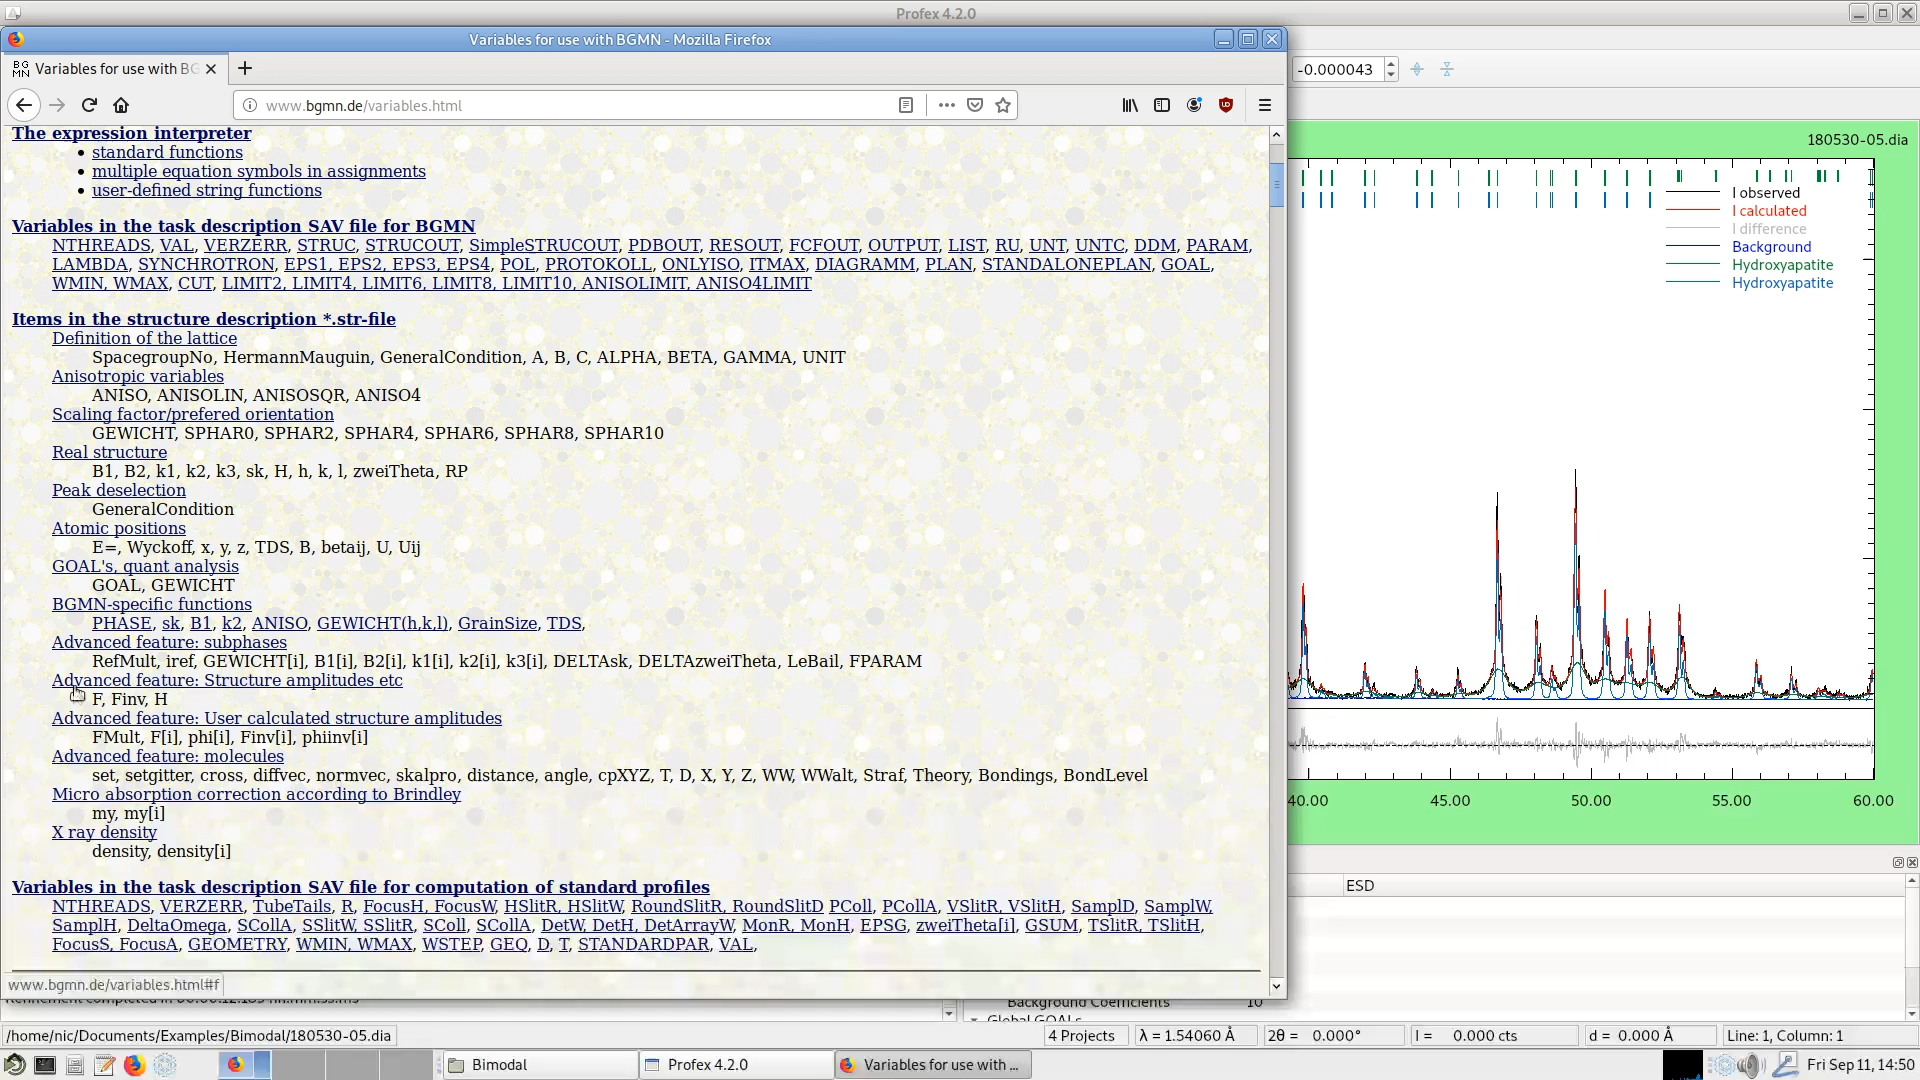 Profex 4.2.0
Variables for use with BGMN - Mozilla Firefox
BG MN Variables for use with BG
www.bgmn.de/variables.html
-0.000043
The expression interpreter
• standard functions
• multiple equation symbols in assignments
• user-defined string functions
Variables in the task description SAV file for BGMN
NTHREADS, VAL, VERZERR, STRUC, STRUCOUT, SimpleSTRUCOUT, PDBOUT, RESOUT, FCFOUT, OUTPUT, LIST, RU, UNT, UNTC, DDM, PARAM,
LAMBDA, SYNCHROTRON, EPS1, EPS2, EPS3, EPS4, POL, PROTOKOLL, ONLYISO, ITMAX, DIAGRAMM, PLAN, STANDALONEPLAN, GOAL,
WMIN, WMAX, CUT, LIMIT2, LIMIT4, LIMIT6, LIMIT8, LIMIT10, ANISOLIMIT, ANISO4LIMIT
Items in the structure description *.str-file
Definition of the lattice
SpacegroupNo, HermannMauguin, GeneralCondition, A, B, C, ALPHA, BETA, GAMMA, UNIT
Anisotropic variables
ANISO, ANISOLIN, ANISOSQR, ANISO4
Scaling factor/prefered orientation
GEWICHT, SPHAR0, SPHAR2, SPHAR4, SPHAR6, SPHAR8, SPHAR10
Real structure
B1, B2, k1, k2, k3, sk, H, h, k, l, zweiTheta, RP
Peak deselection
GeneralCondition
Atomic positions
E=, Wyckoff, x, y, z, TDS, B, betaij, U, Uij
GOAL's, quant analysis
GOAL, GEWICHT
BGMN-specific functions
PHASE, sk, B1, k2, ANISO, GEWICHT(h,k,l), GrainSize, TDS,
Advanced feature: subphases
RefMult, iref, GEWICHT[i], B1[i], B2[i], k1[i], k2[i], k3[i], DELTAsk, DELTAzweiTheta, LeBail, FPARAM
Advanced feature: Structure amplitudes etc
F, Finv, H
Advanced feature: User calculated structure amplitudes
FMult, F[i], phi[i], Finv[i], phiinv[i]
Advanced feature: molecules
set, setgitter, cross, diffvec, normvec, skalpro, distance, angle, cpXYZ, T, D, X, Y, Z, WW, WWalt, Straf, Theory, Bondings, BondLevel
Micro absorption correction according to Brindley
my, my[i]
X ray density
density, density[i]
Variables in the task description SAV file for computation of standard profiles
NTHREADS, VERZERR, TubeTails, R, FocusH, FocusW, HSlitR, HSlitW, RoundSlitR, RoundSlitD PColl, PCollA, VSlitR, VSlitH, SamplD, SamplW,
SamplH, DeltaOmega, SCollA, SSlitW, SSlitR, SColl, SCollA, DetW, DetH, DetArrayW, MonR, MonH, EPSG, zweiTheta[i], GSUM, TSlitR, TSlitH,
FocusS, FocusA, GEOMETRY, WMIN, WMAX, WSTEP, GEQ, D, T, STANDARDPAR, VAL,
www.bgmn.de/variables.html#f
180530-05.dia
I observed
I calculated
I difference
Background
Hydroxyapatite
Hydroxyapatite
40.00 45.00 50.00 55.00 60.00
ESD
Background Coefficients 10
Global GOALs
/home/nic/Documents/Examples/Bimodal/180530-05.dia
4 Projects λ = 1.54060 Å 2θ = 0.000° I = 0.000 cts d = 0.000 Å Line: 1, Column: 1
Bimodal Profex 4.2.0 Variables for use with ... Fri Sep 11, 14:50